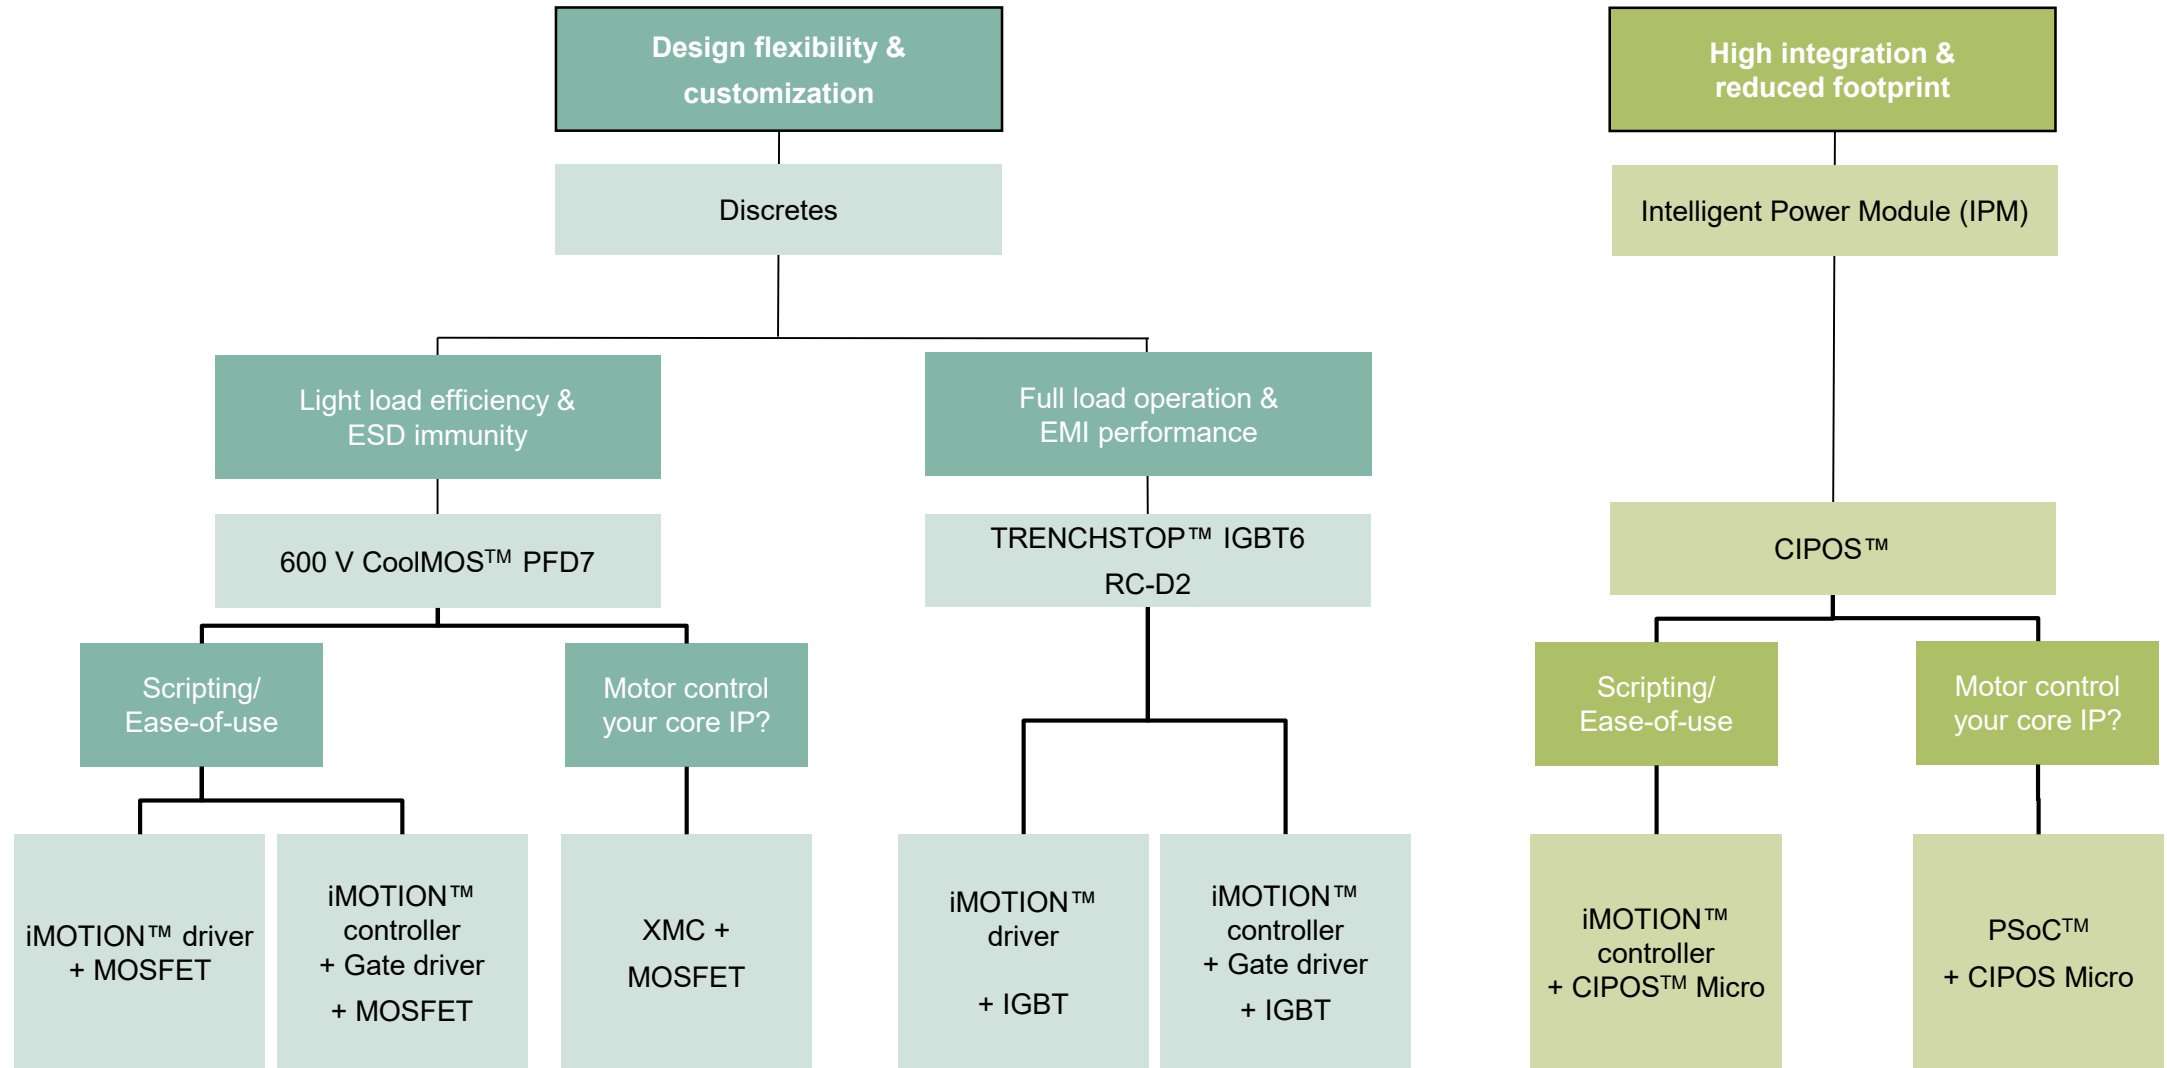 Design flexibility &
customization
High integration &
reduced footprint
Discretes
Intelligent Power Module (IPM)
Light load efficiency &
ESD immunity
Full load operation &
EMI performance
600 V CoolMOS™ PFD7
TRENCHSTOP™ IGBT6
RC-D2
CIPOS™
Scripting/
Ease-of-use
Motor control
your core IP?
Scripting/
Ease-of-use
Motor control
your core IP?
iMOTION™ driver
+ MOSFET
iMOTION™
controller
+ Gate driver
+ MOSFET
XMC +
MOSFET
iMOTION™
driver
+ IGBT
iMOTION™
controller
+ Gate driver
+ IGBT
iMOTION™
controller
+ CIPOS™ Micro
PSoC™
+ CIPOS Micro